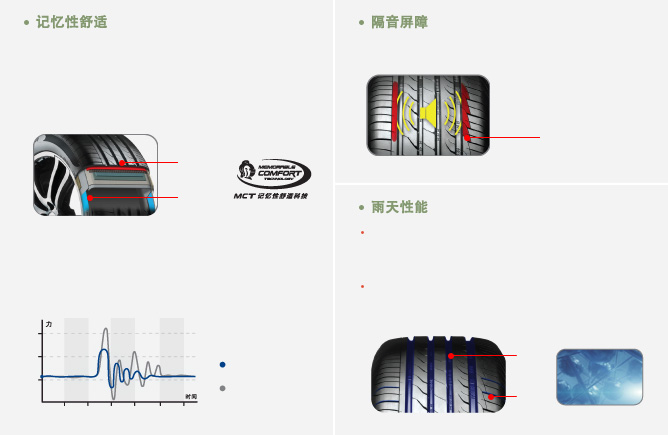 记忆性舒适
MEMORABLE
COMFORT
TECHNOLOGY
MCT 记忆性舒适科技
力
时间
隔音屏障
雨天性能